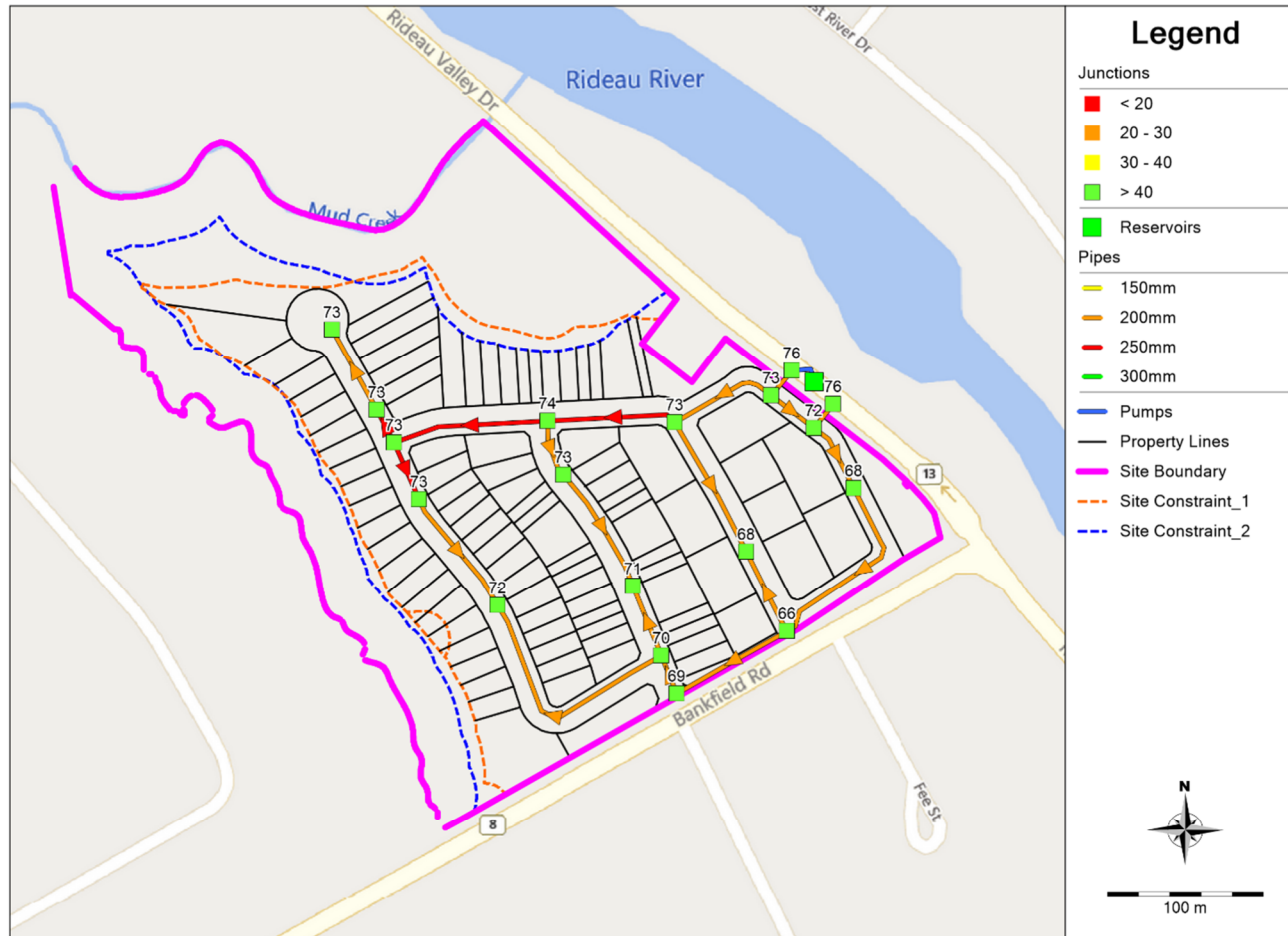 Rideau Valley Dr
st River Dr
Rideau River
Mud Cree
73
76
76
73
73
74
73
72
73
73
73
68
68
71
72
66
70
69
13
Bankfield Rd
8
Fee St
Legend
Junctions
< 20
20 - 30
30 - 40
> 40
Reservoirs
Pipes
150mm
200mm
250mm
300mm
Pumps
Property Lines
Site Boundary
Site Constraint_1
Site Constraint_2
N
100 m